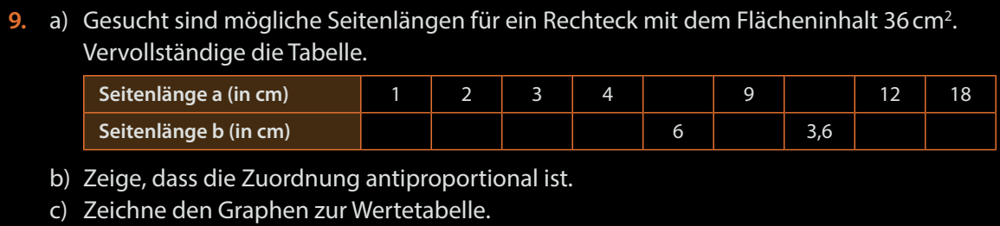 9. a) Gesucht sind mögliche Seitenlängen für ein Rechteck mit dem Flächeninhalt 36 cm².
Vervollständige die Tabelle.
Seitenlänge a (in cm) 1 2 3 4 9 12 18
Seitenlänge b (in cm) 6 3,6
b) Zeige, dass die Zuordnung antiproportional ist.
c) Zeichne den Graphen zur Wertetabelle.